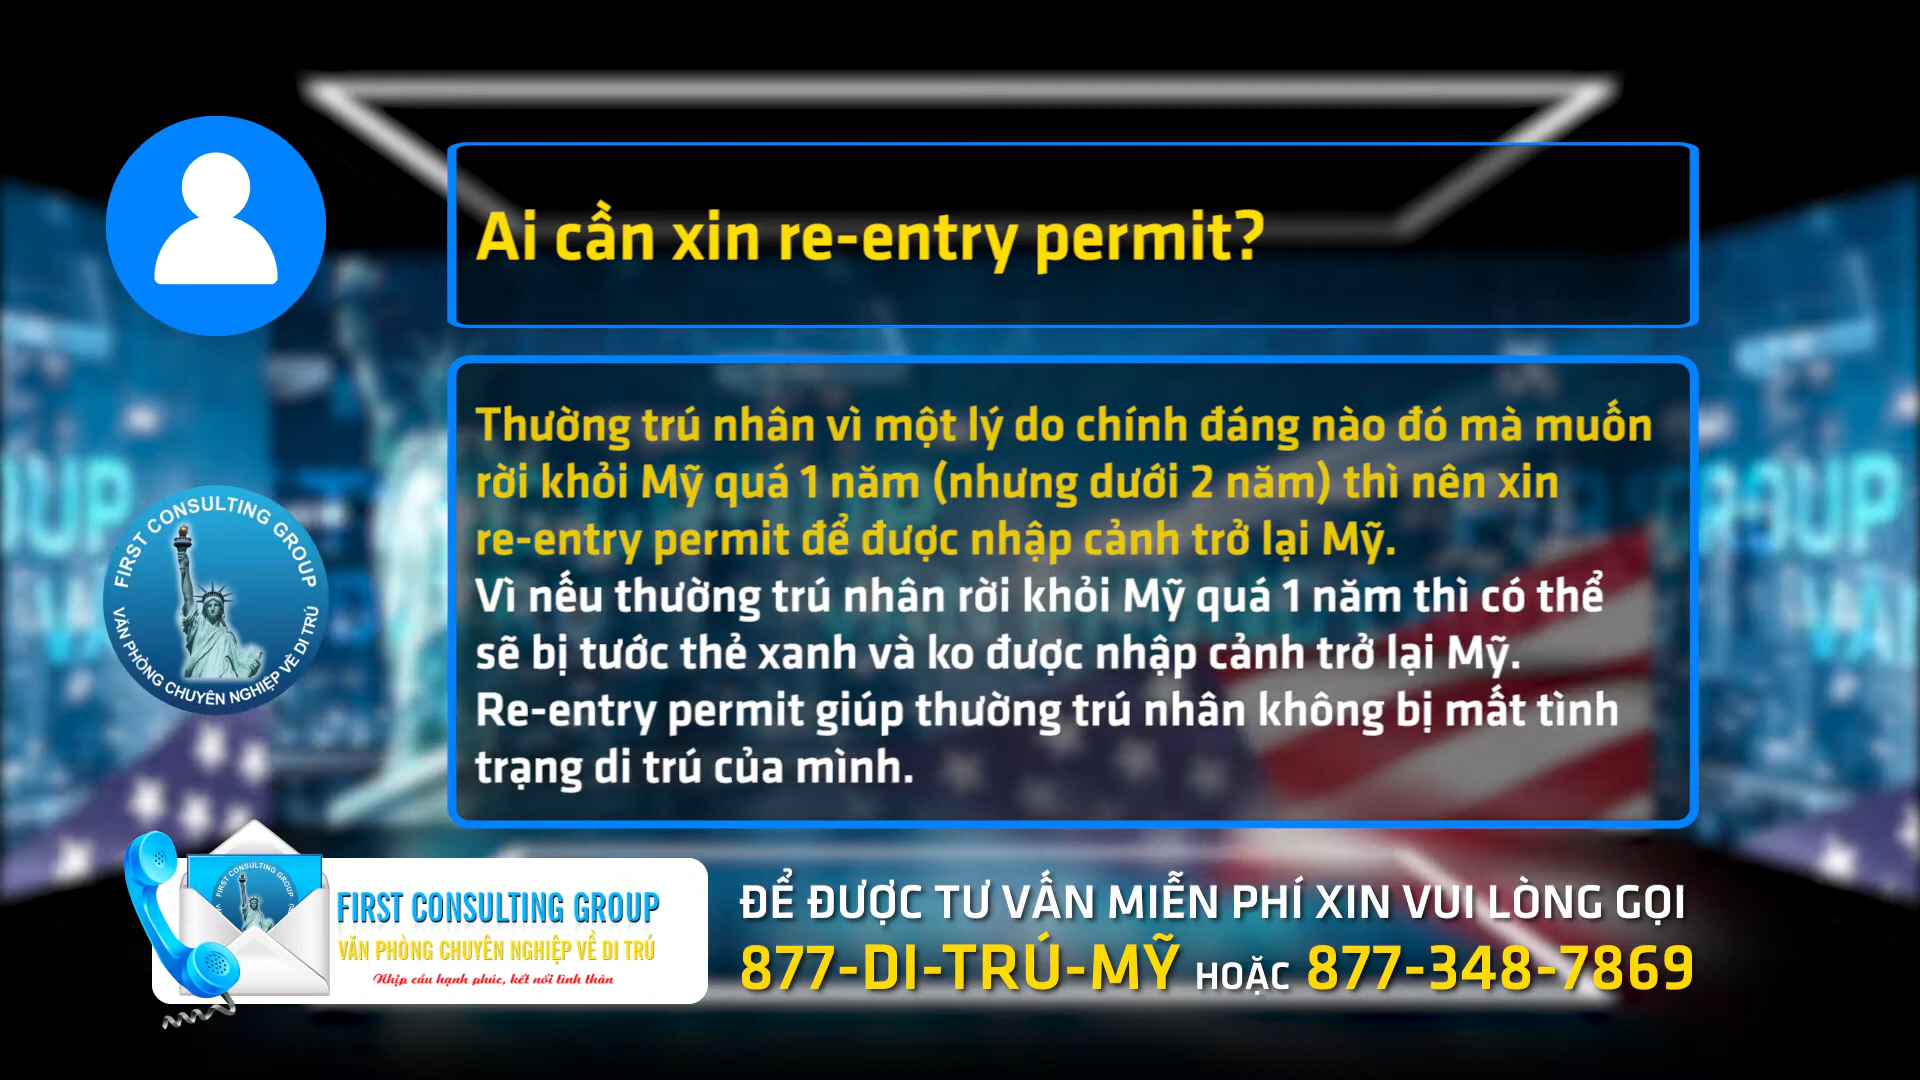 Ai cần xin re-entry permit?
Thường trú nhân vì một lý do chính đáng nào đó mà muốn
rời khỏi Mỹ quá 1 năm (nhưng dưới 2 năm) thì nên xin
re-entry permit để được nhập cảnh trở lại Mỹ.
Vì nếu thường trú nhân rời khỏi Mỹ quá 1 năm thì có thể
sẽ bị tước thẻ xanh và ko được nhập cảnh trở lại Mỹ.
Re-entry permit giúp thường trú nhân không bị mất tình
trạng di trú của mình.
FIRST CONSULTING GROUP
VĂN PHÒNG CHUYÊN NGHIỆP VỀ DI TRÚ
FIRST CONSULTING GROUP
FIRST CONSULTING GROUP
VĂN PHÒNG CHUYÊN NGHIỆP VỀ DI TRÚ
Nhịp cầu hạnh phúc, kết nối tình thân
ĐỂ ĐƯỢC TƯ VẤN MIỄN PHÍ XIN VUI LÒNG GỌI
877-DI-TRÚ-MỸ HOẶC 877-348-7869